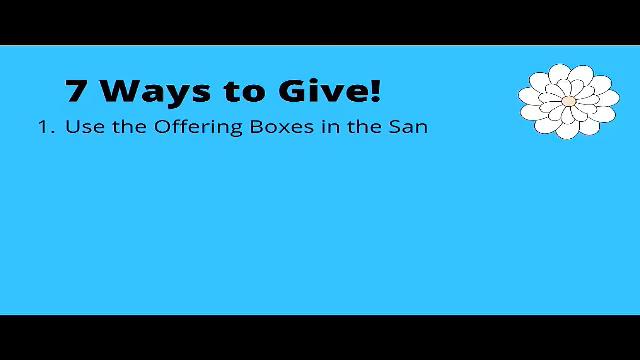 7 Ways to Give!
1. Use the Offering Boxes in the San